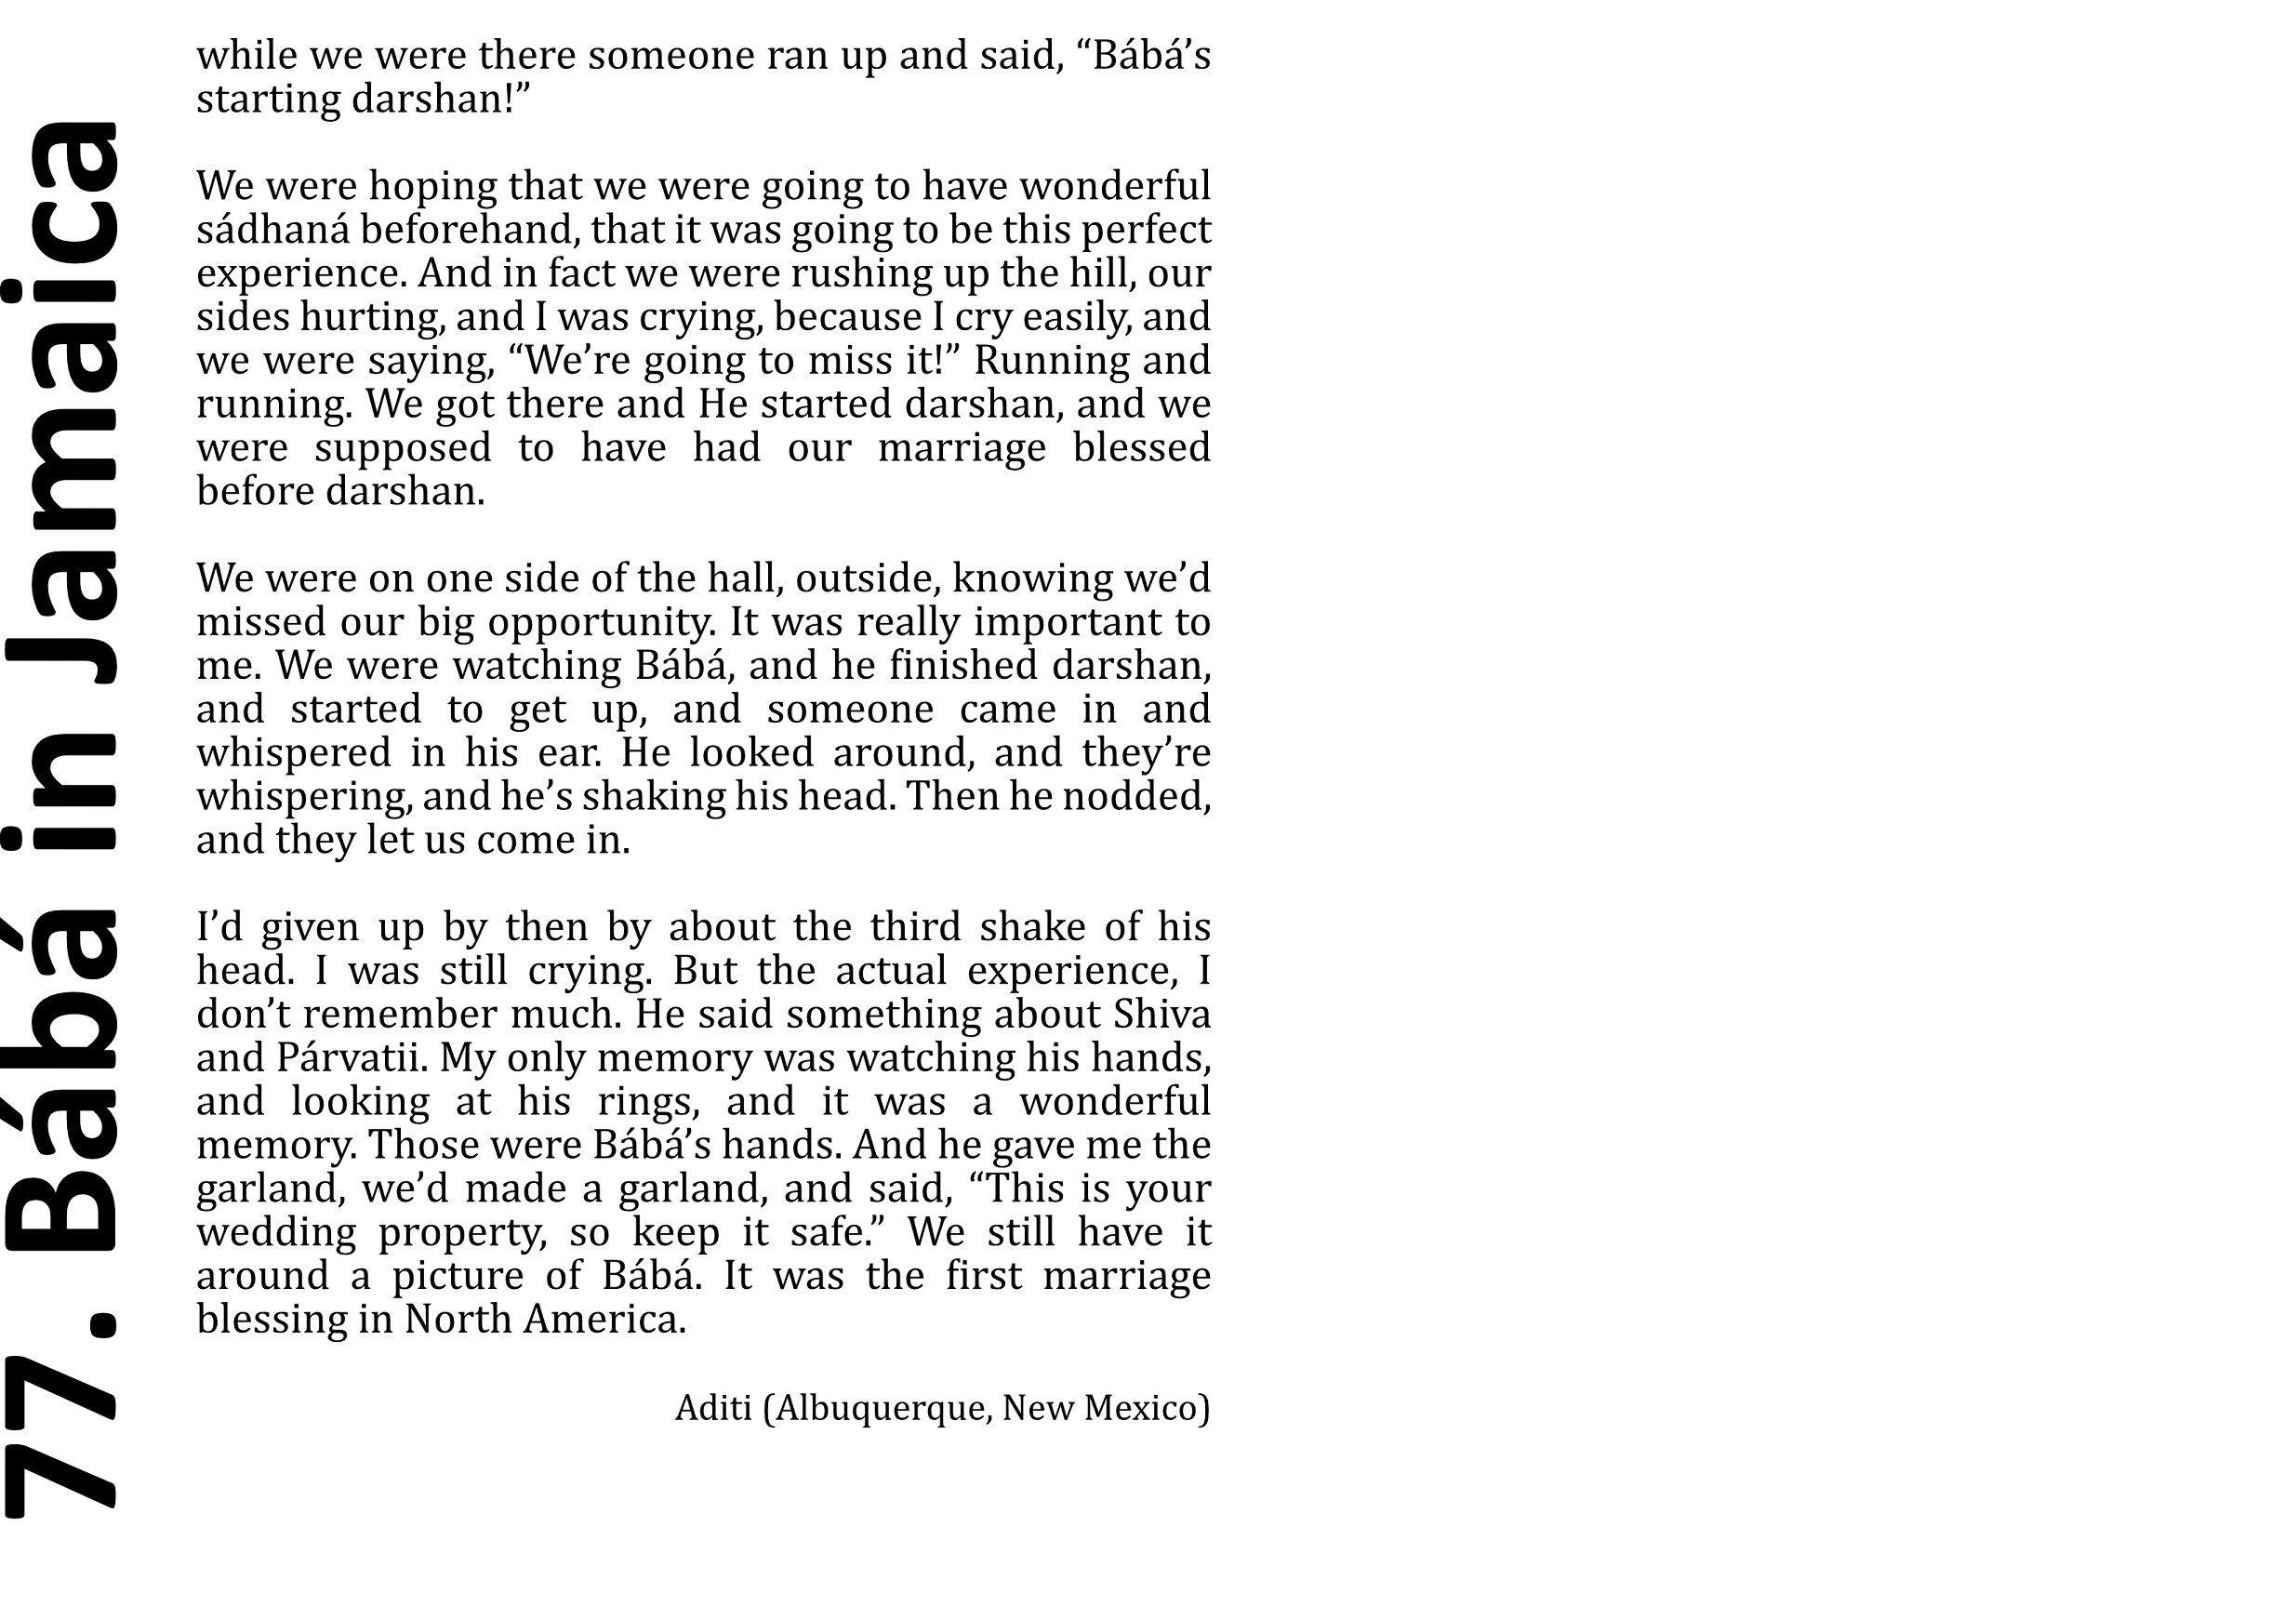 77. Bábá in Jamaica
while we were there someone ran up and said, “Bábá’s
starting darshan!”
We were hoping that we were going to have wonderful
sádhaná beforehand, that it was going to be this perfect
experience. And in fact we were rushing up the hill, our
sides hurting, and I was crying, because I cry easily, and
we were saying, “We’re going to miss it!” Running and
running. We got there and He started darshan, and we
were supposed to have had our marriage blessed
before darshan.
We were on one side of the hall, outside, knowing we’d
missed our big opportunity. It was really important to
me. We were watching Bábá, and he finished darshan,
and started to get up, and someone came in and
whispered in his ear. He looked around, and they’re
whispering, and he’s shaking his head. Then he nodded,
and they let us come in.
I’d given up by then by about the third shake of his
head. I was still crying. But the actual experience, I
don’t remember much. He said something about Shiva
and Párvatii. My only memory was watching his hands,
and looking at his rings, and it was a wonderful
memory. Those were Bábá’s hands. And he gave me the
garland, we’d made a garland, and said, “This is your
wedding property, so keep it safe.” We still have it
around a picture of Bábá. It was the first marriage
blessing in North America.
Aditi (Albuquerque, New Mexico)